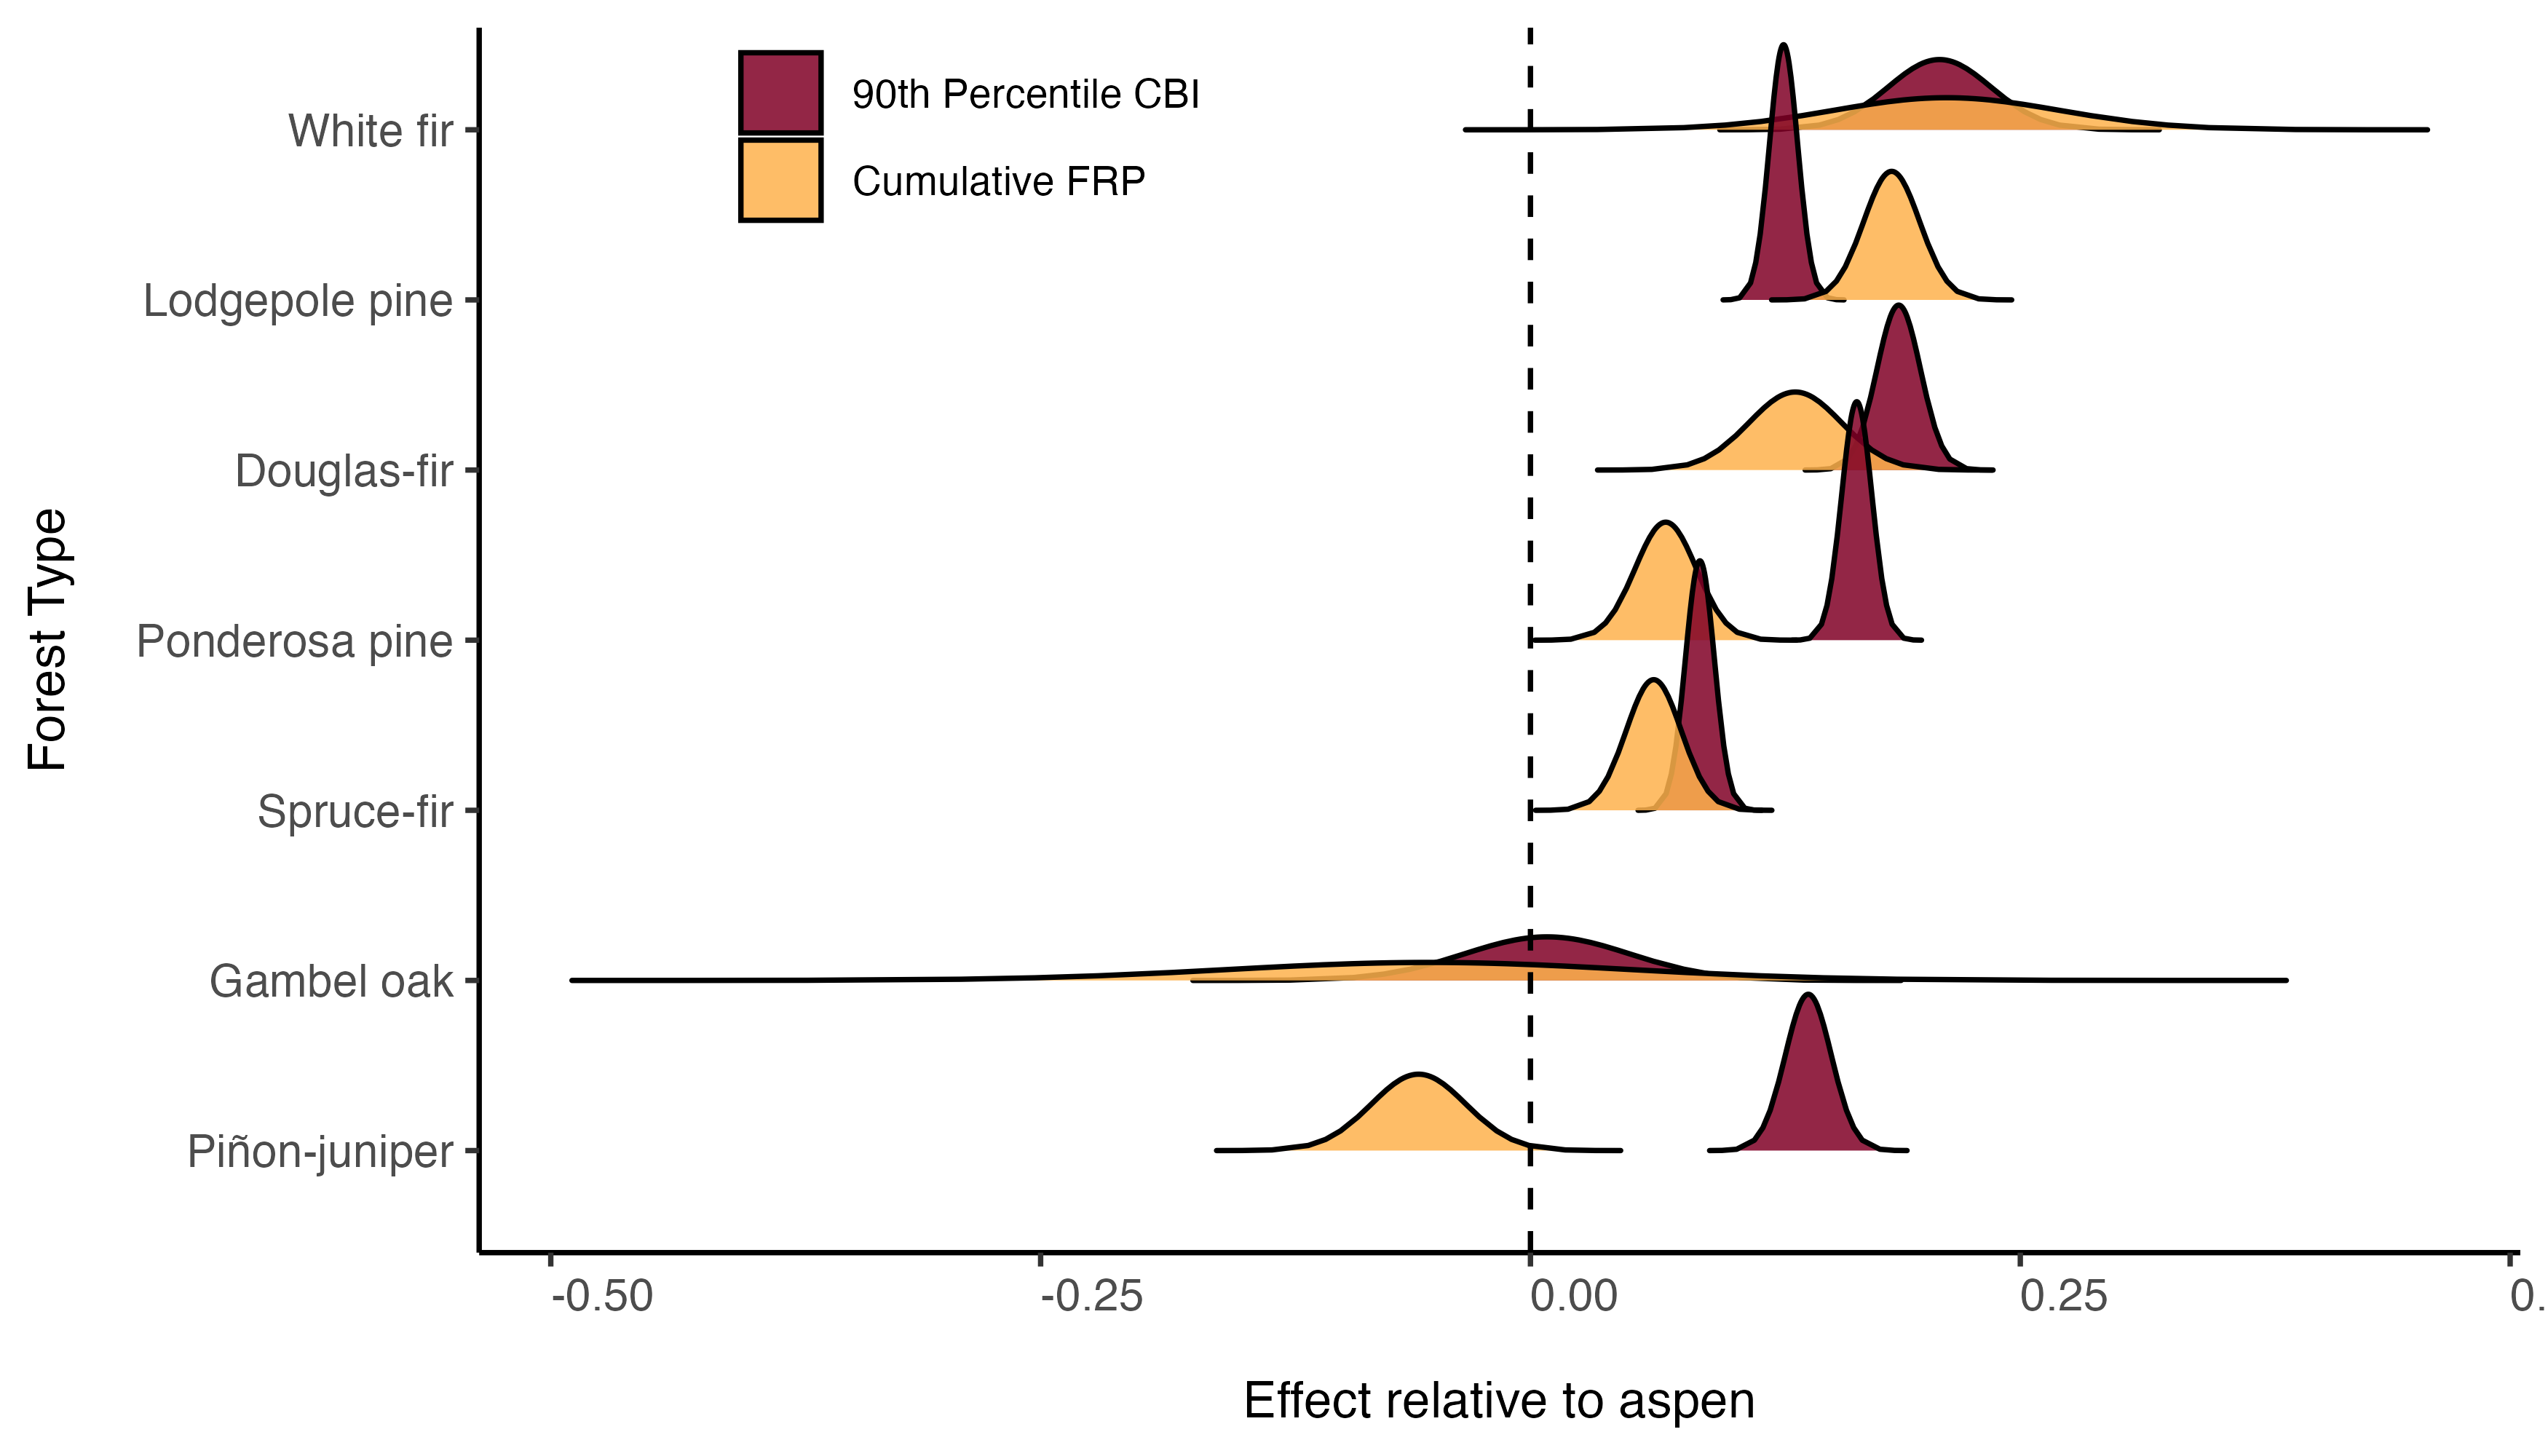 90th Percentile CBI
Cumulative FRP
White fir
Lodgepole pine
Douglas-fir
Ponderosa pine
Spruce-fir
Gambel oak
Piñon-juniper
Forest Type
-0.50
-0.25
0.00
0.25
0.
Effect relative to aspen